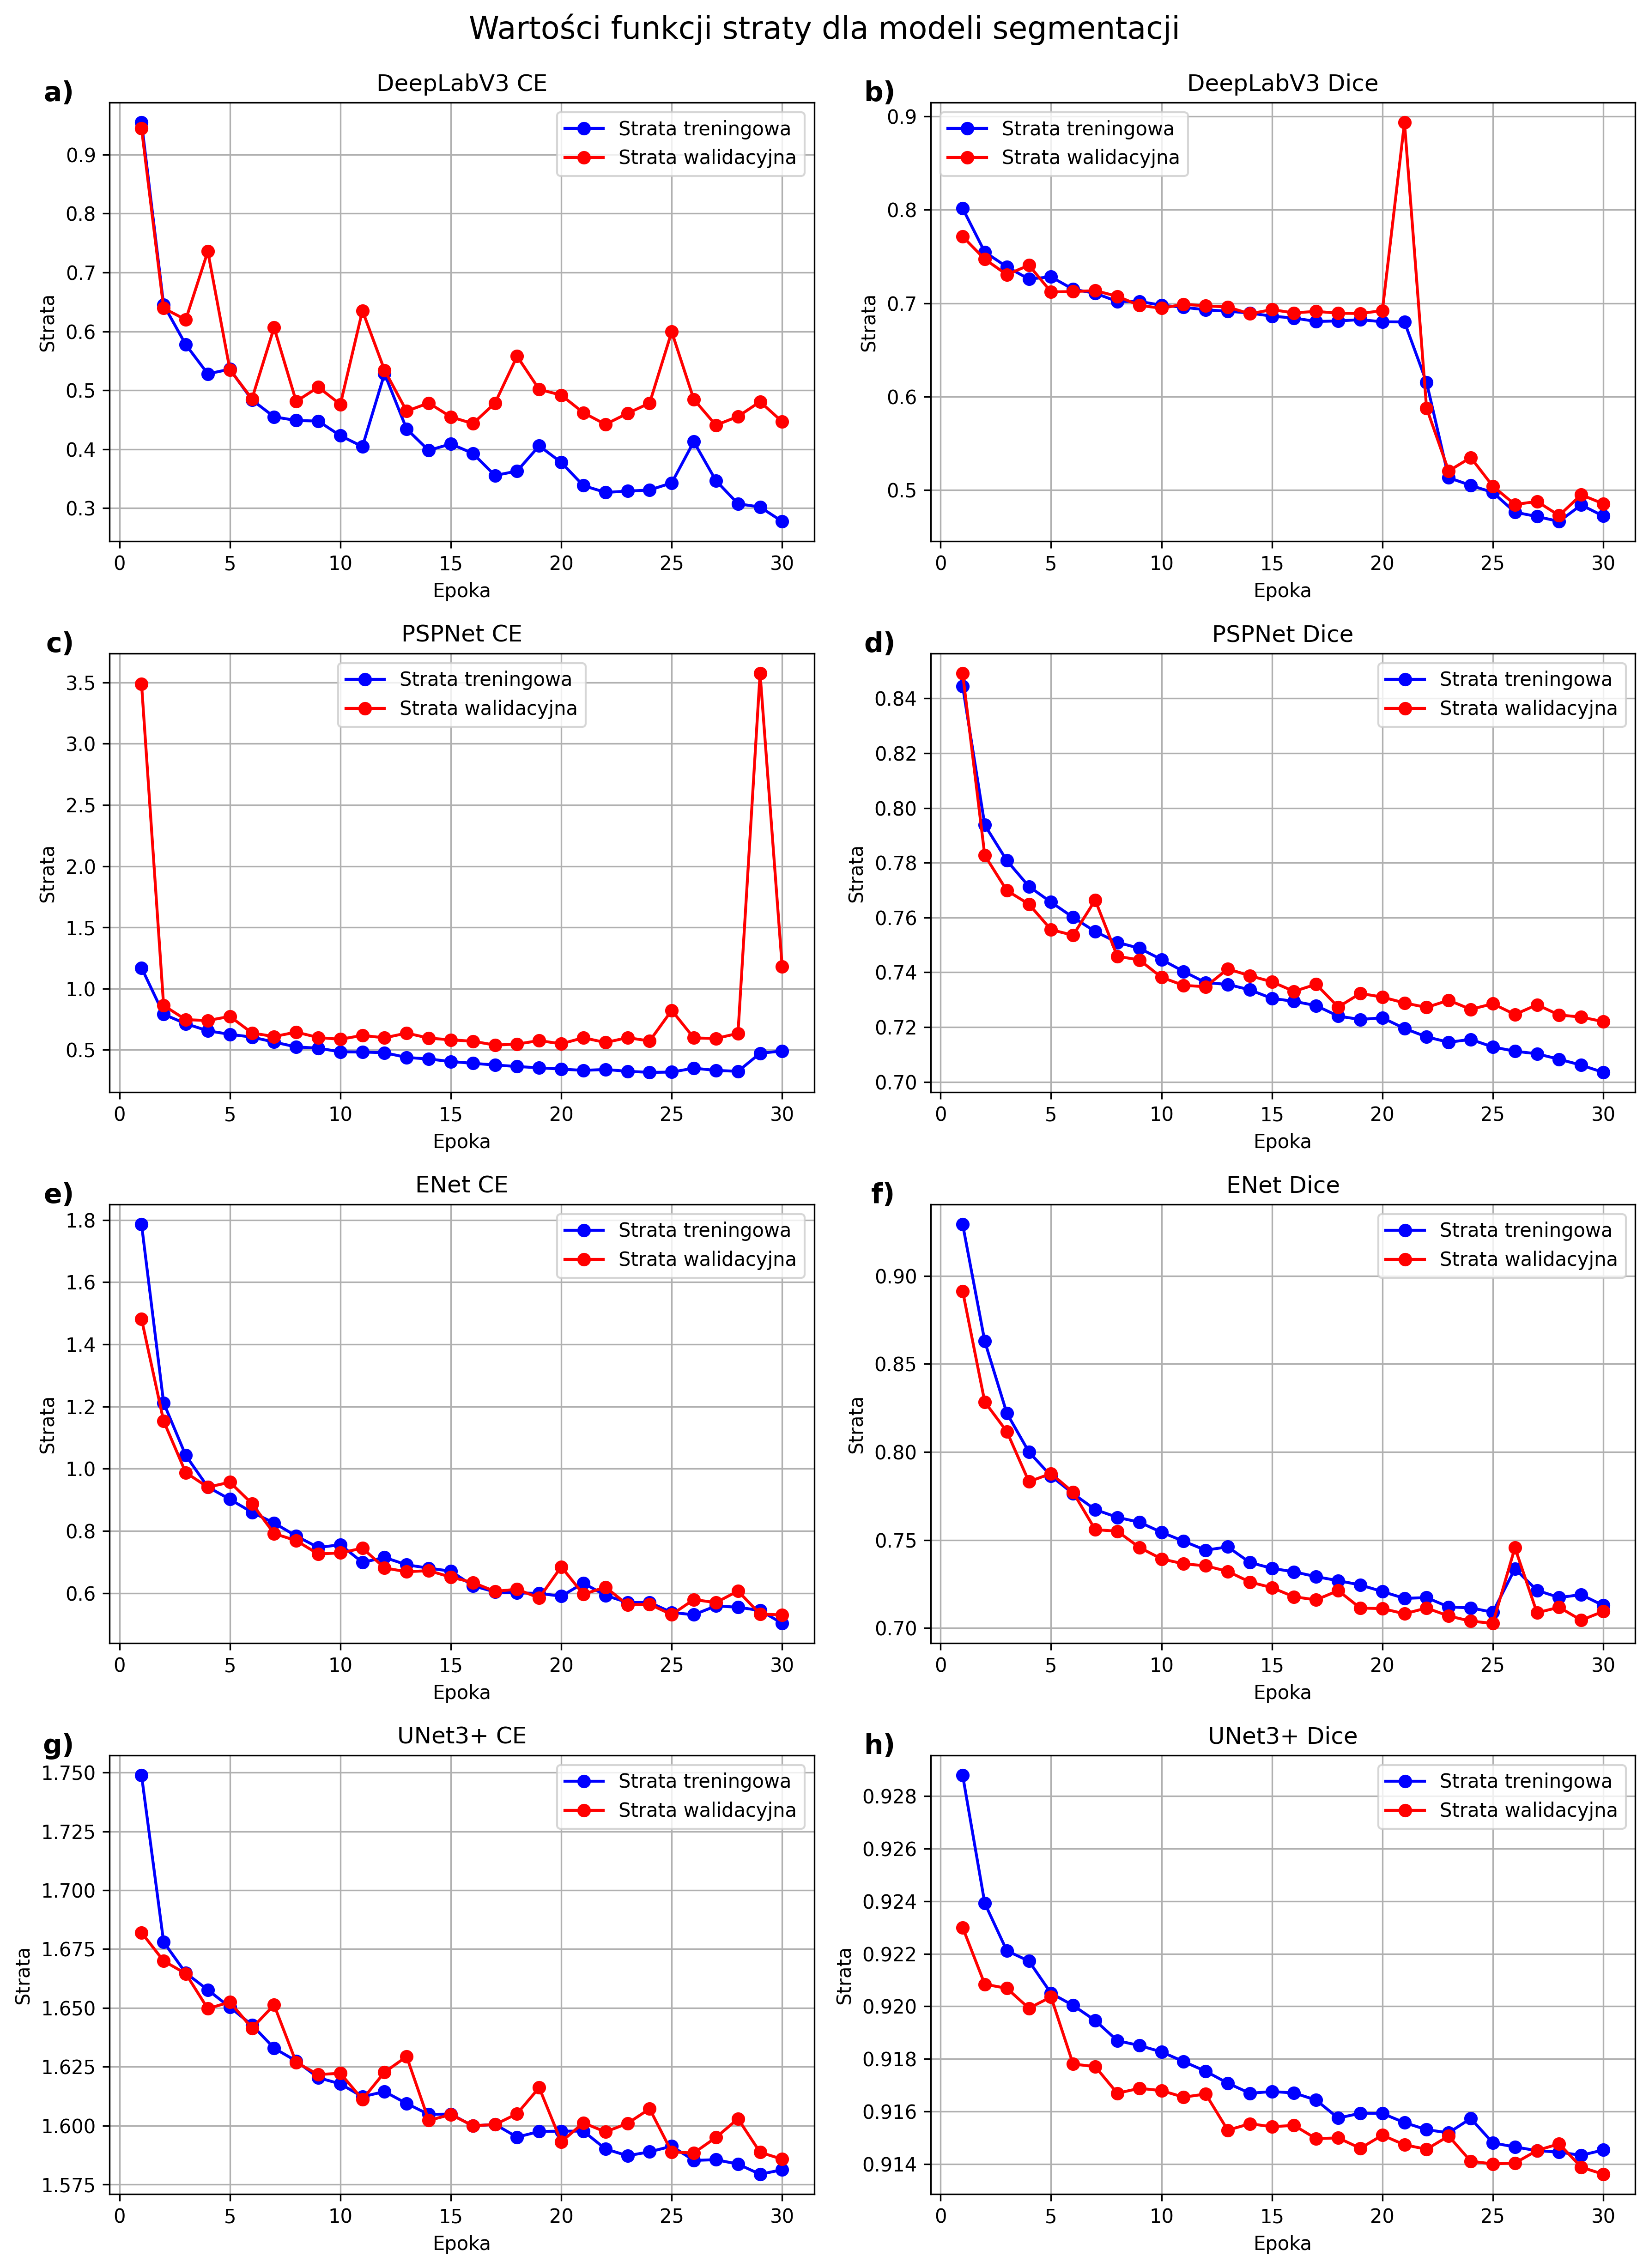 Wartości funkcji straty dla modeli segmentacji
a)
DeepLabV3 CE
Strata treningowa
Strata walidacyjna
0.9
0.8
0.7
0.6
0.5
0.4
0.3
Strata
0 5 10 15 20 25 30
Epoka
b)
DeepLabV3 Dice
Strata treningowa
Strata walidacyjna
0.9
0.8
0.7
0.6
0.5
Strata
0 5 10 15 20 25 30
Epoka
c)
PSPNet CE
Strata treningowa
Strata walidacyjna
3.5
3.0
2.5
2.0
1.5
1.0
0.5
Strata
0 5 10 15 20 25 30
Epoka
d)
PSPNet Dice
Strata treningowa
Strata walidacyjna
0.84
0.82
0.80
0.78
0.76
0.74
0.72
0.70
Strata
0 5 10 15 20 25 30
Epoka
e)
ENet CE
Strata treningowa
Strata walidacyjna
1.8
1.6
1.4
1.2
1.0
0.8
0.6
Strata
0 5 10 15 20 25 30
Epoka
f)
ENet Dice
Strata treningowa
Strata walidacyjna
0.90
0.85
0.80
0.75
0.70
Strata
0 5 10 15 20 25 30
Epoka
g)
UNet3+ CE
Strata treningowa
Strata walidacyjna
1.750
1.725
1.700
1.675
1.650
1.625
1.600
1.575
Strata
0 5 10 15 20 25 30
Epoka
h)
UNet3+ Dice
Strata treningowa
Strata walidacyjna
0.928
0.926
0.924
0.922
0.920
0.918
0.916
0.914
Strata
0 5 10 15 20 25 30
Epoka